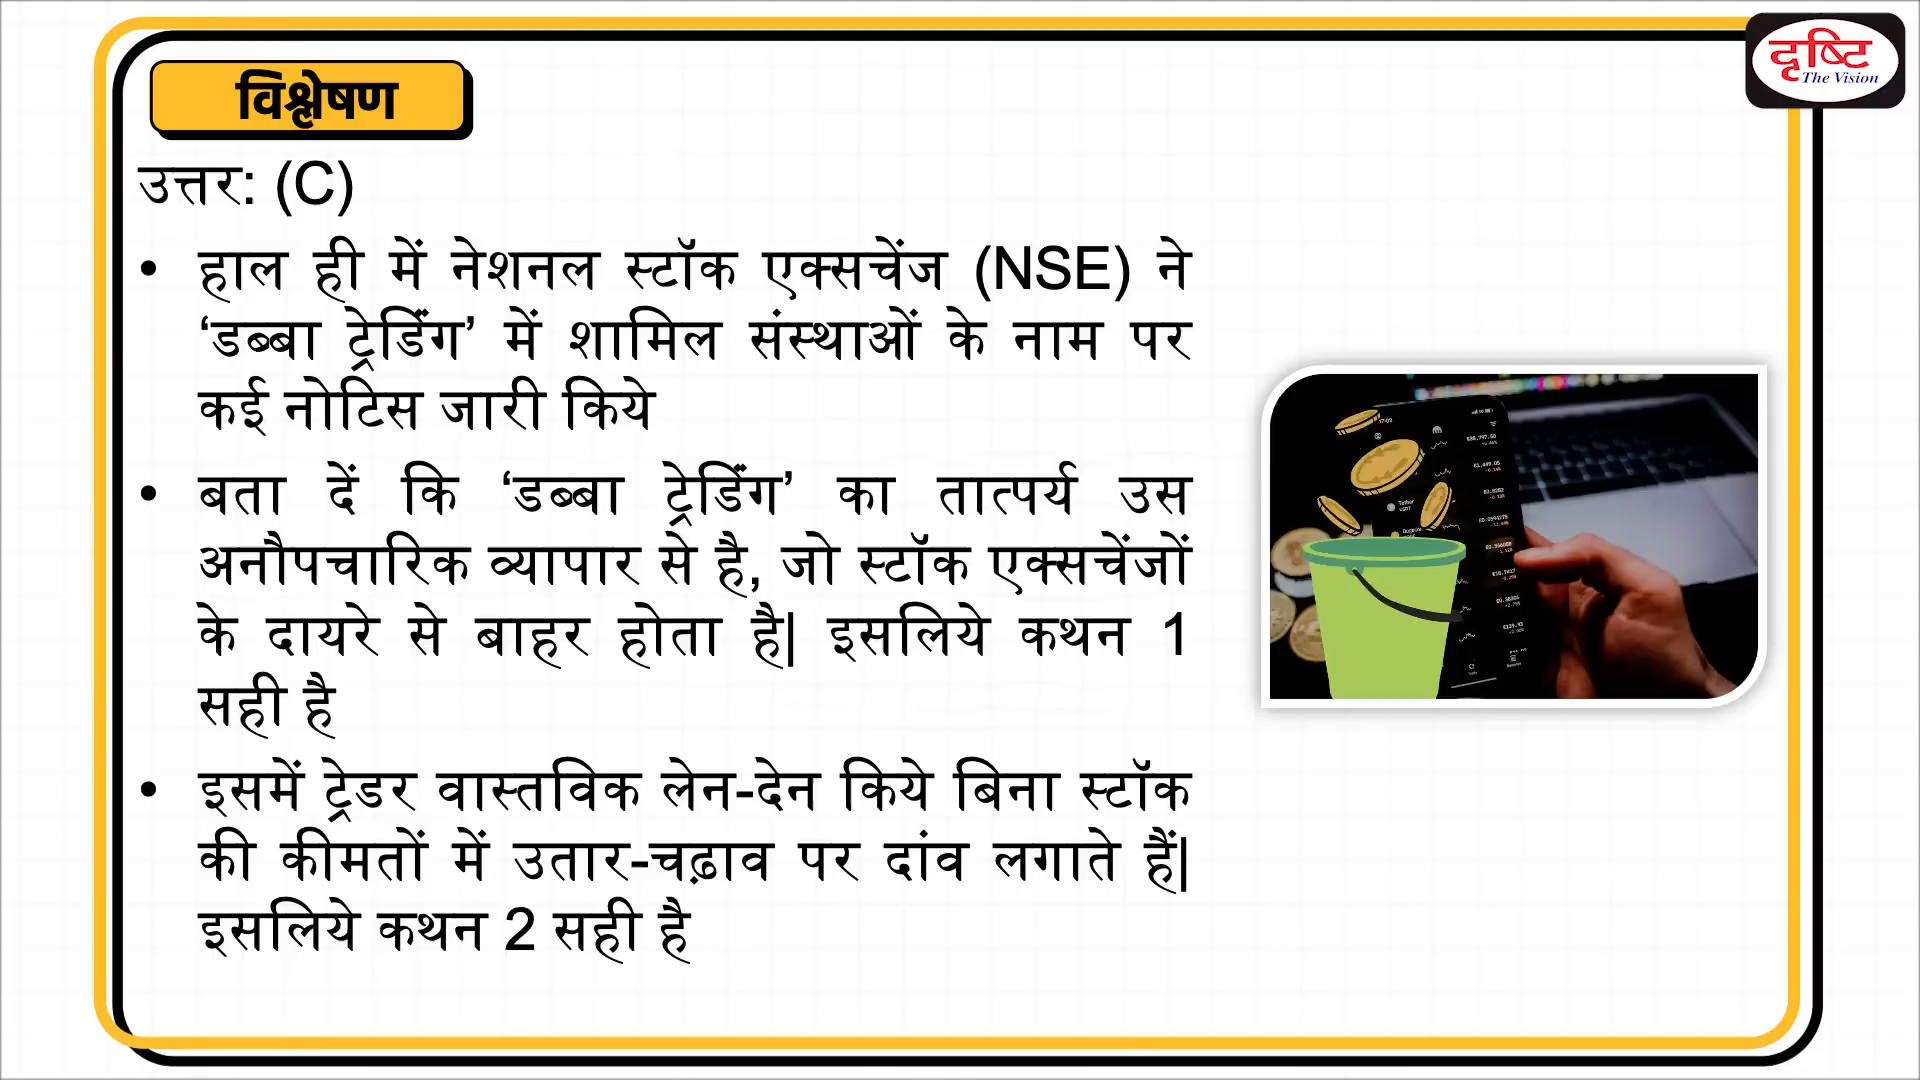 दृष्टि
The Vision
विश्लेषण
उत्तर: (C)
• हाल ही में नेशनल स्टॉक एक्सचेंज (NSE) ने
‘डब्बा ट्रेडिंग’ में शामिल संस्थाओं के नाम पर
कई नोटिस जारी किये
• बता दें कि ‘डब्बा ट्रेडिंग’ का तात्पर्य उस
अनौपचारिक व्यापार से है, जो स्टॉक एक्सचेंजों
के दायरे से बाहर होता है| इसलिये कथन 1
सही है
• इसमें ट्रेडर वास्तविक लेन-देन किये बिना स्टॉक
की कीमतों में उतार-चढ़ाव पर दांव लगाते हैं|
इसलिये कथन 2 सही है